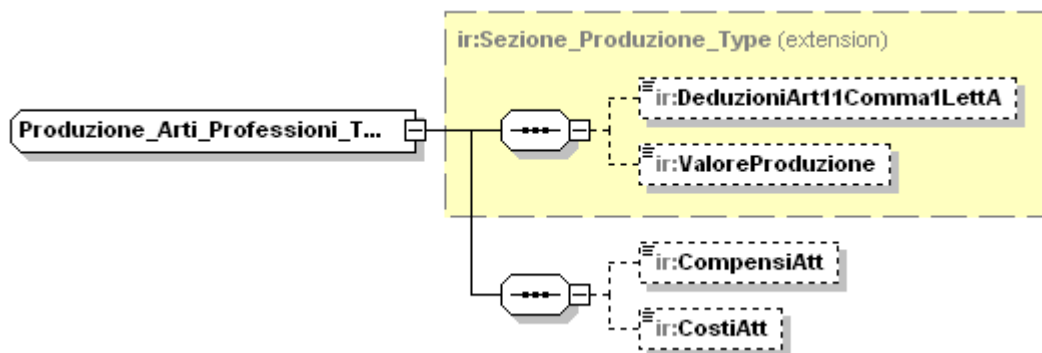 ir:Sezione_Produzione_Type (extension)
ir:DeduzioniArt11Comma1LettA
Produzione_Arti_Professioni_T...
ir:ValoreProduzione
ir:CompensiAtt
ir:CostiAtt